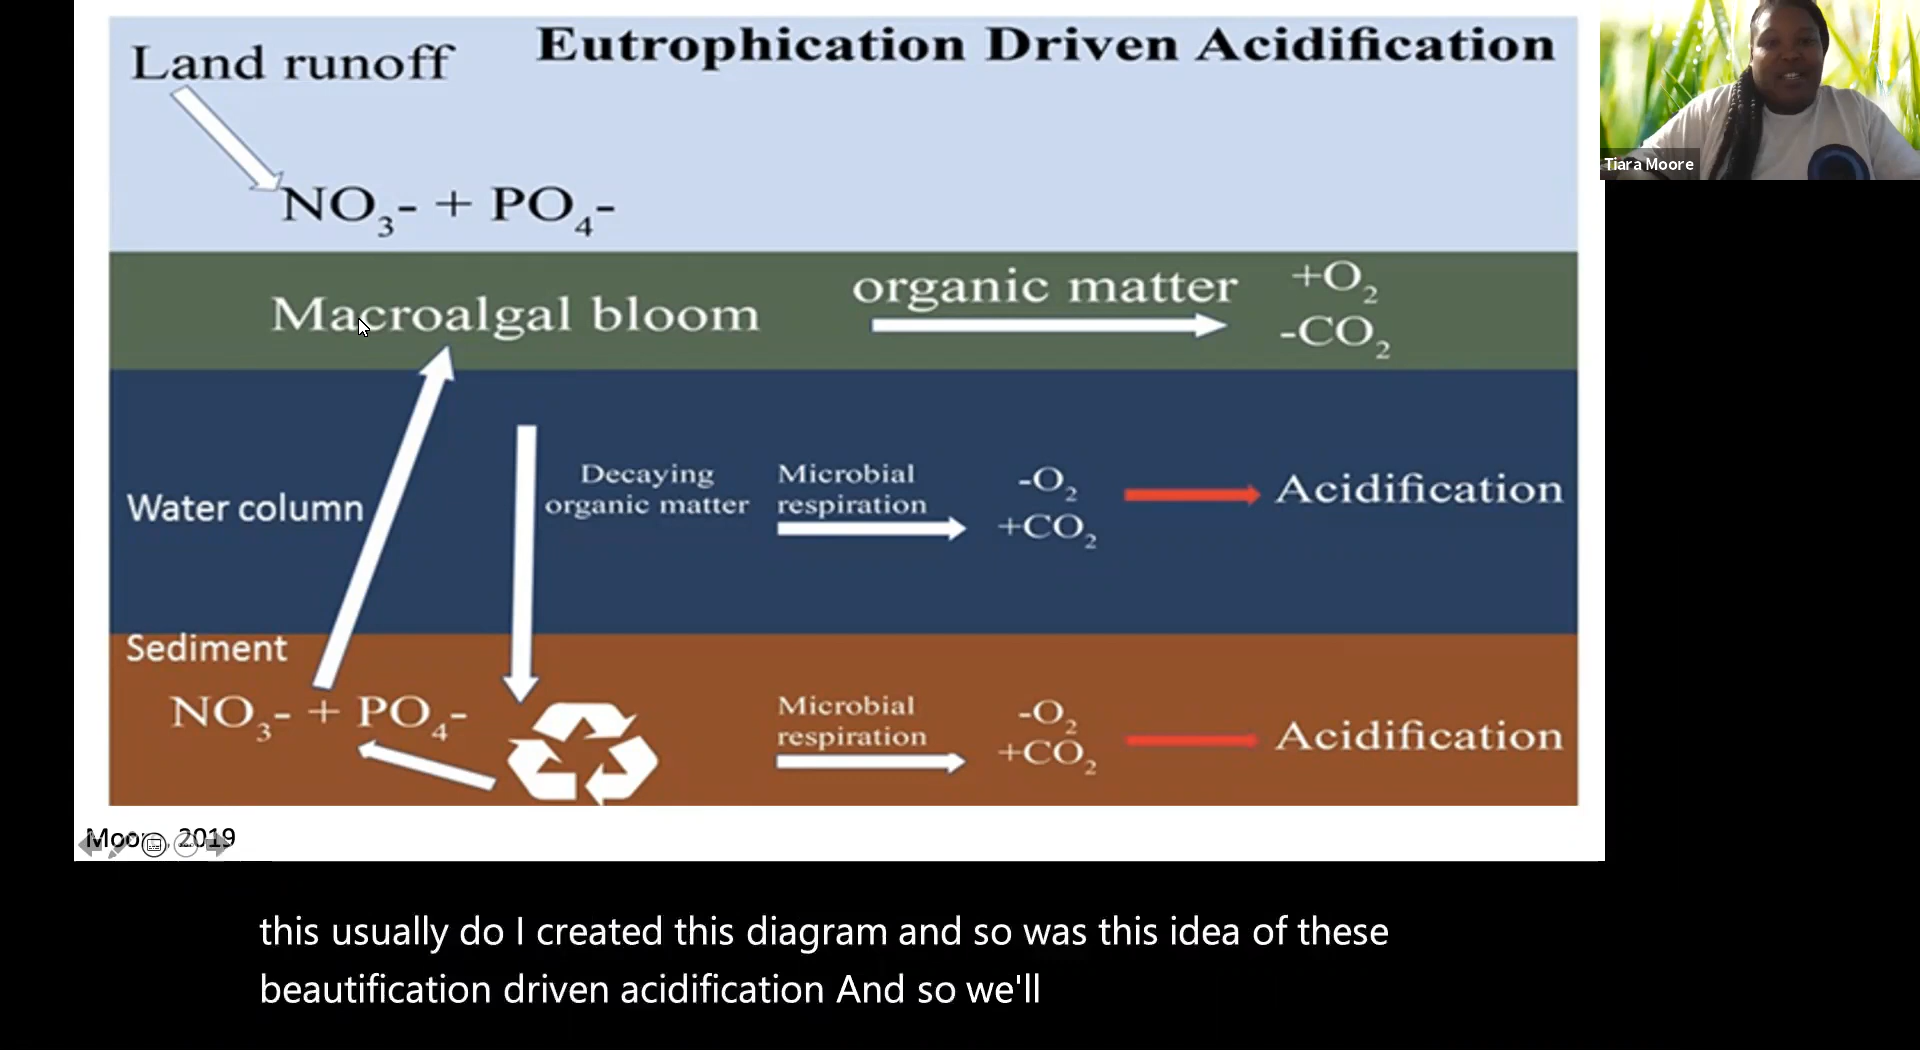 Land runoff
Eutrophication Driven Acidification
NO₃- + PO₄-
Macroalgal bloom
organic matter
+O₂
-CO₂
Water column
Decaying
organic matter
Microbial
respiration
-O₂
+CO₂
Acidification
Sediment
NO₃- + PO₄-
Microbial
respiration
-O₂
+CO₂
Acidification
Moore, 2019
Tiara Moore
this usually do I created this diagram and so was this idea of these
beautification driven acidification And so we'll